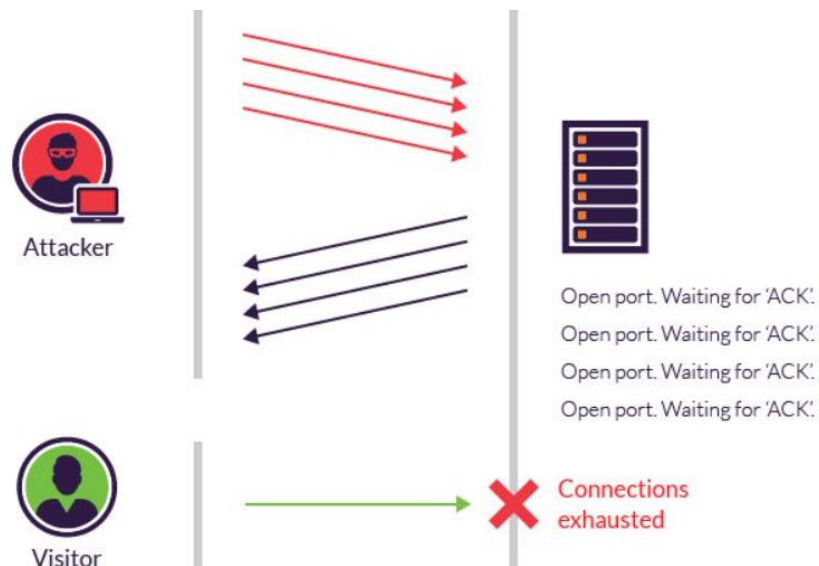 Attacker
Open port. Waiting for ‘ACK’.
Open port. Waiting for ‘ACK’.
Open port. Waiting for ‘ACK’.
Open port. Waiting for ‘ACK’.
Visitor
Connections
exhausted